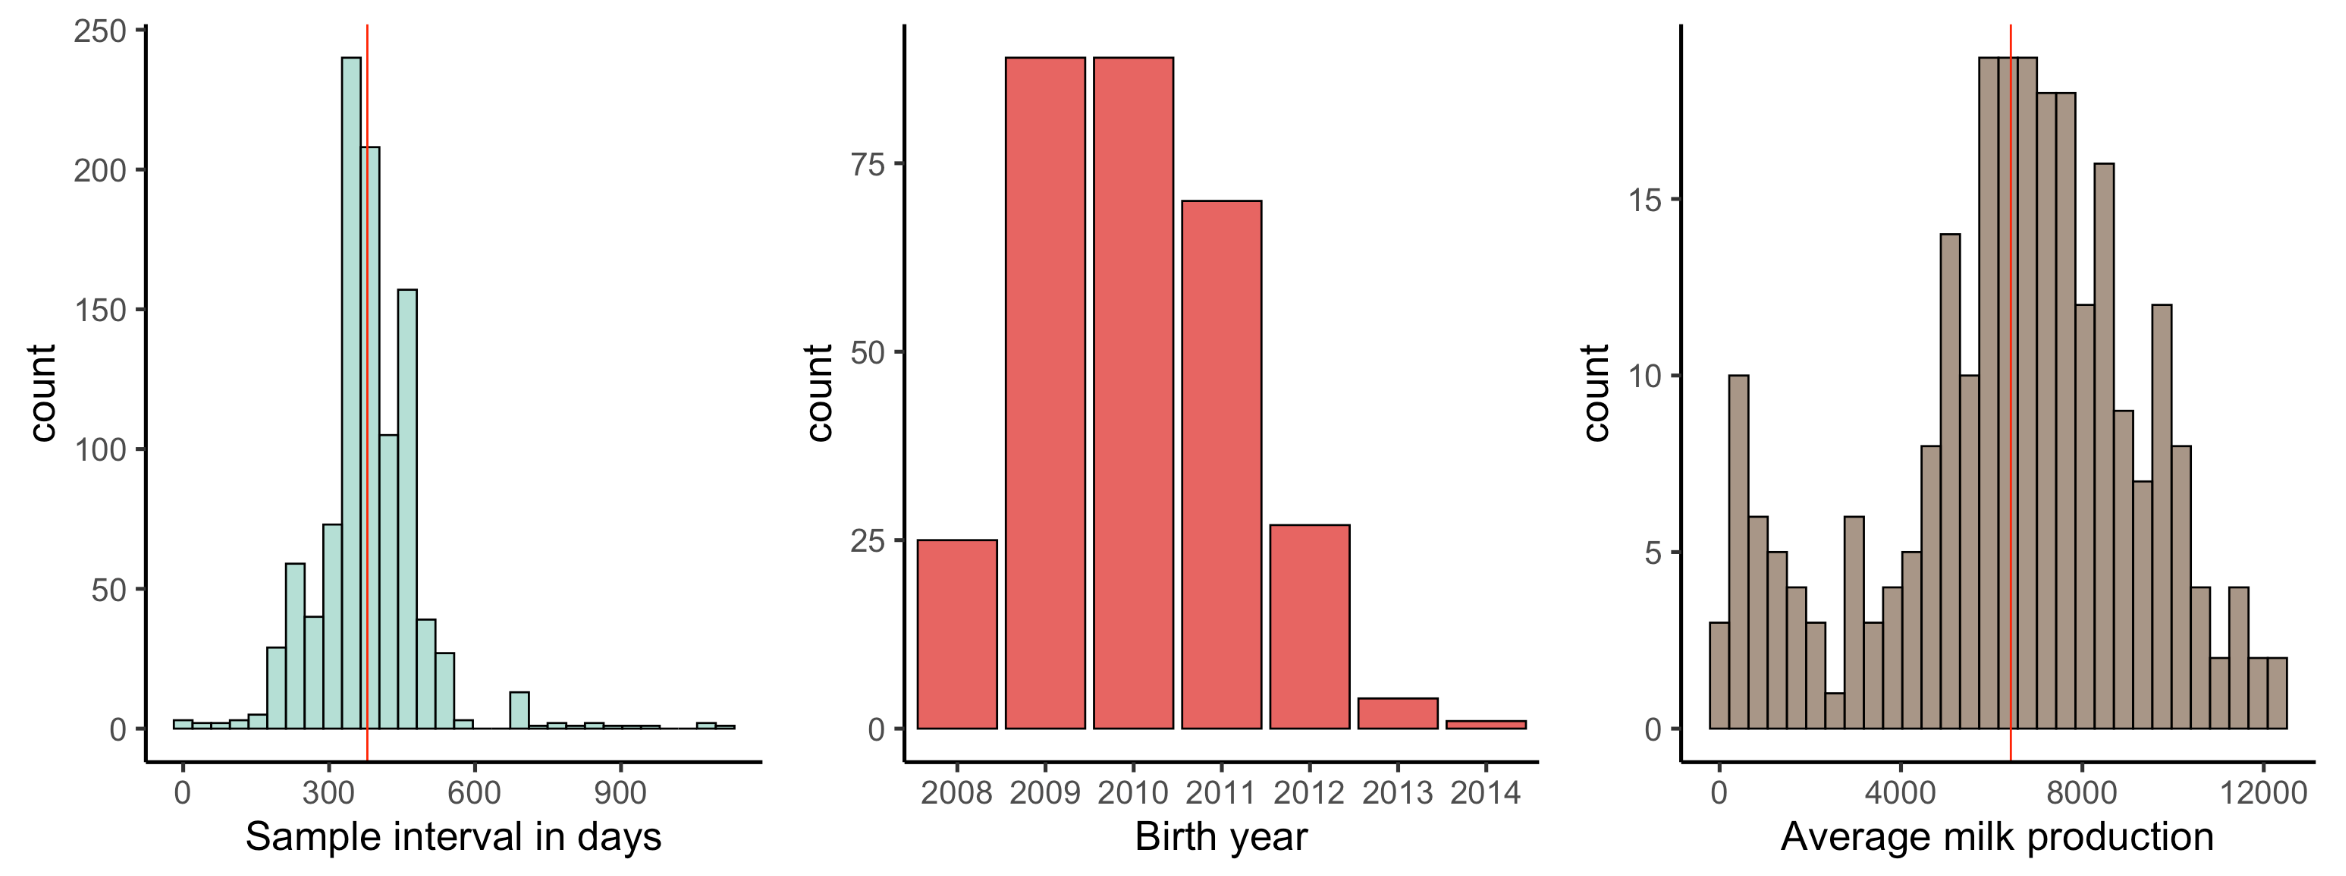 250
200
150
100
50
0
count
0 300 600 900
Sample interval in days
75
50
25
0
count
2008 2009 2010 2011 2012 2013 2014
Birth year
15
10
5
0
count
0 4000 8000 12000
Average milk production